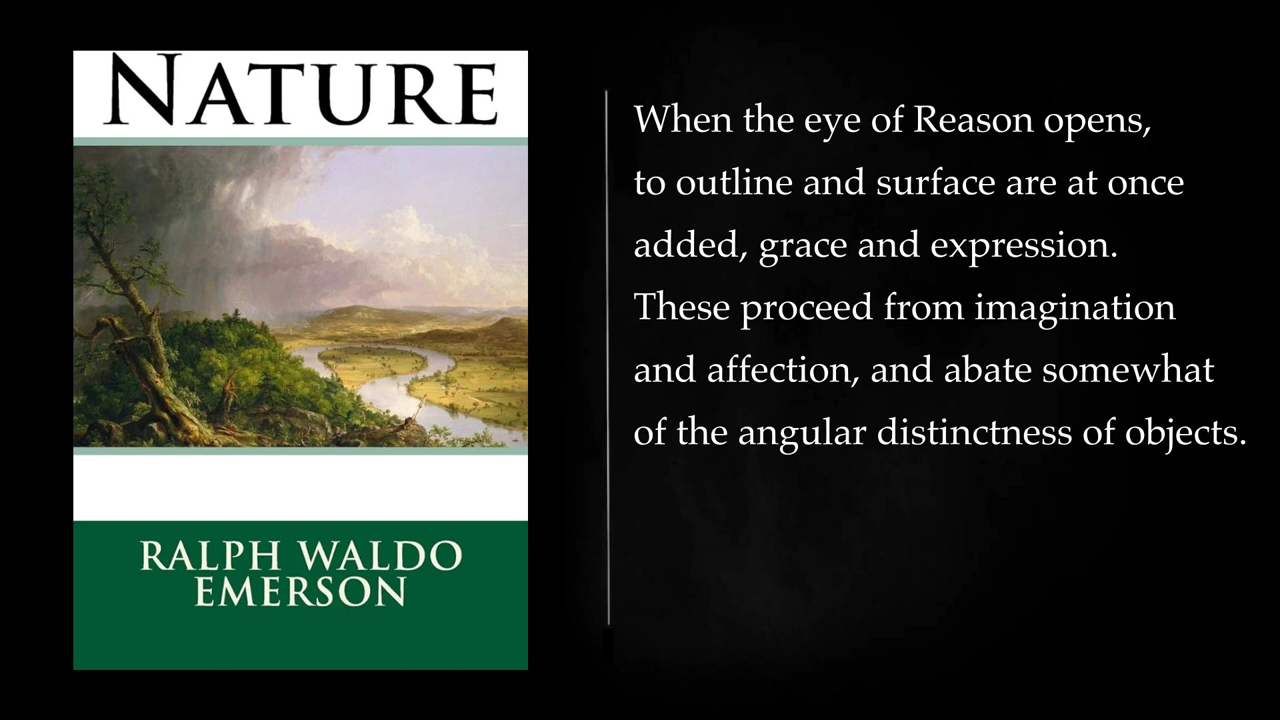 NATURE
RALPH WALDO
EMERSON
When the eye of Reason opens,
to outline and surface are at once
added, grace and expression.
These proceed from imagination
and affection, and abate somewhat
of the angular distinctness of objects.